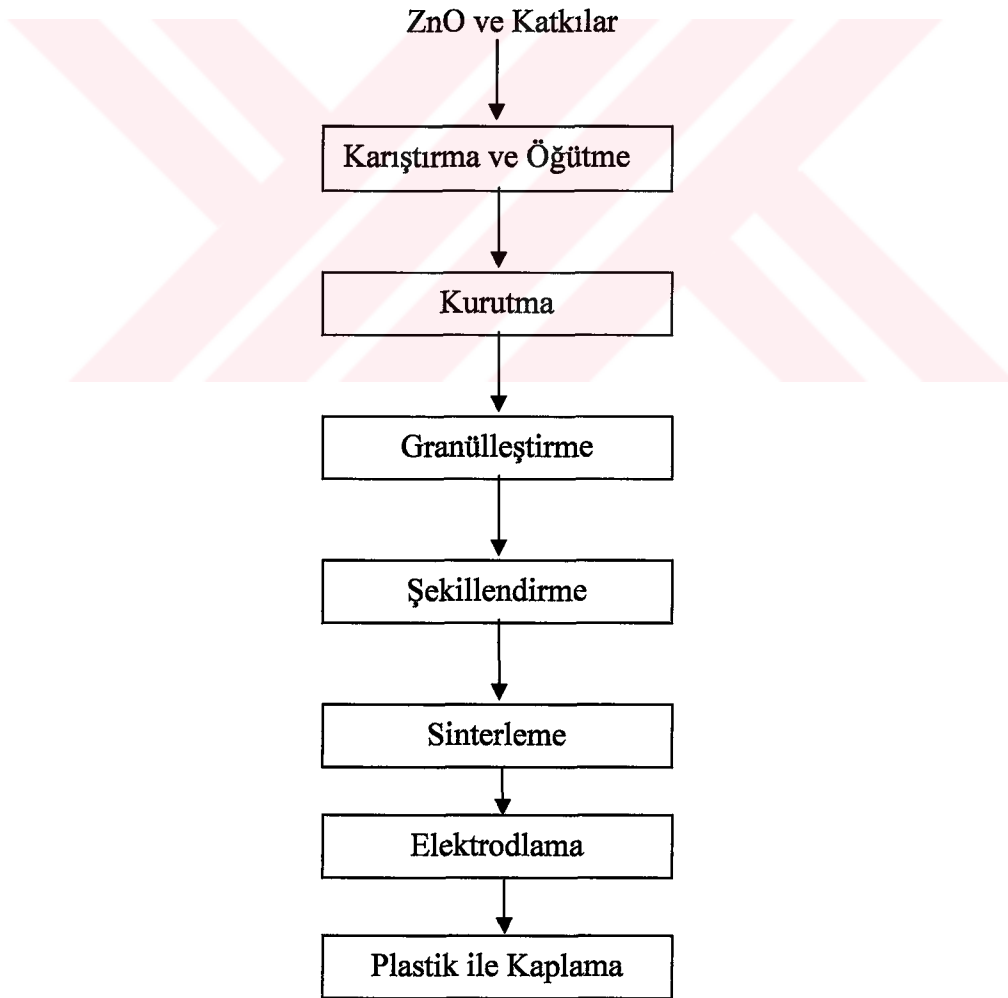 ZnO ve Katkılar
Karıştırma ve Öğütme
Kurutma
Granülleştirme
Şekillendirme
Sinterleme
Elektrodlama
Plastik ile Kaplama